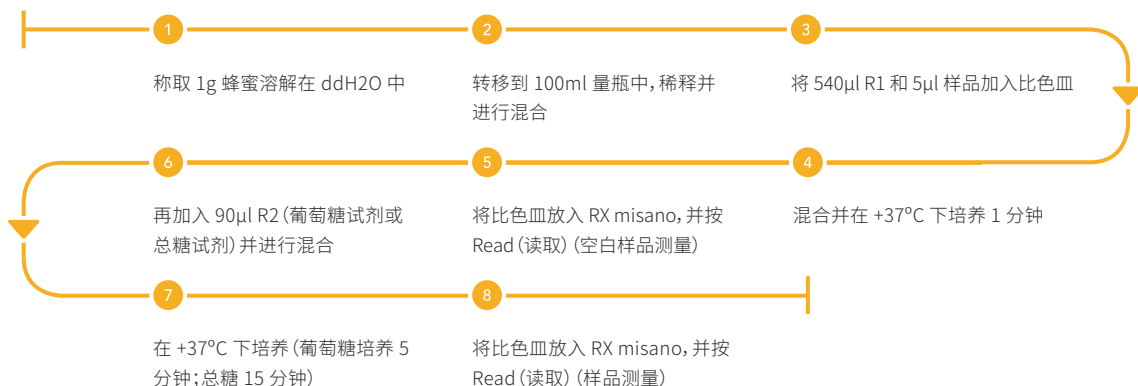 1
称取 1g 蜂蜜溶解在 ddH2O 中
2
转移到 100ml 量瓶中，稀释并
进行混合
3
将 540µl R1 和 5µl 样品加入比色皿
4
混合并在 +37ºC 下培养 1 分钟
5
将比色皿放入 RX misano，并按
Read（读取）（空白样品测量）
6
再加入 90µl R2（葡萄糖试剂或
总糖试剂）并进行混合
7
在 +37ºC 下培养（葡萄糖培养 5
分钟；总糖 15 分钟）
8
将比色皿放入 RX misano，并按
Read（读取）（样品测量）